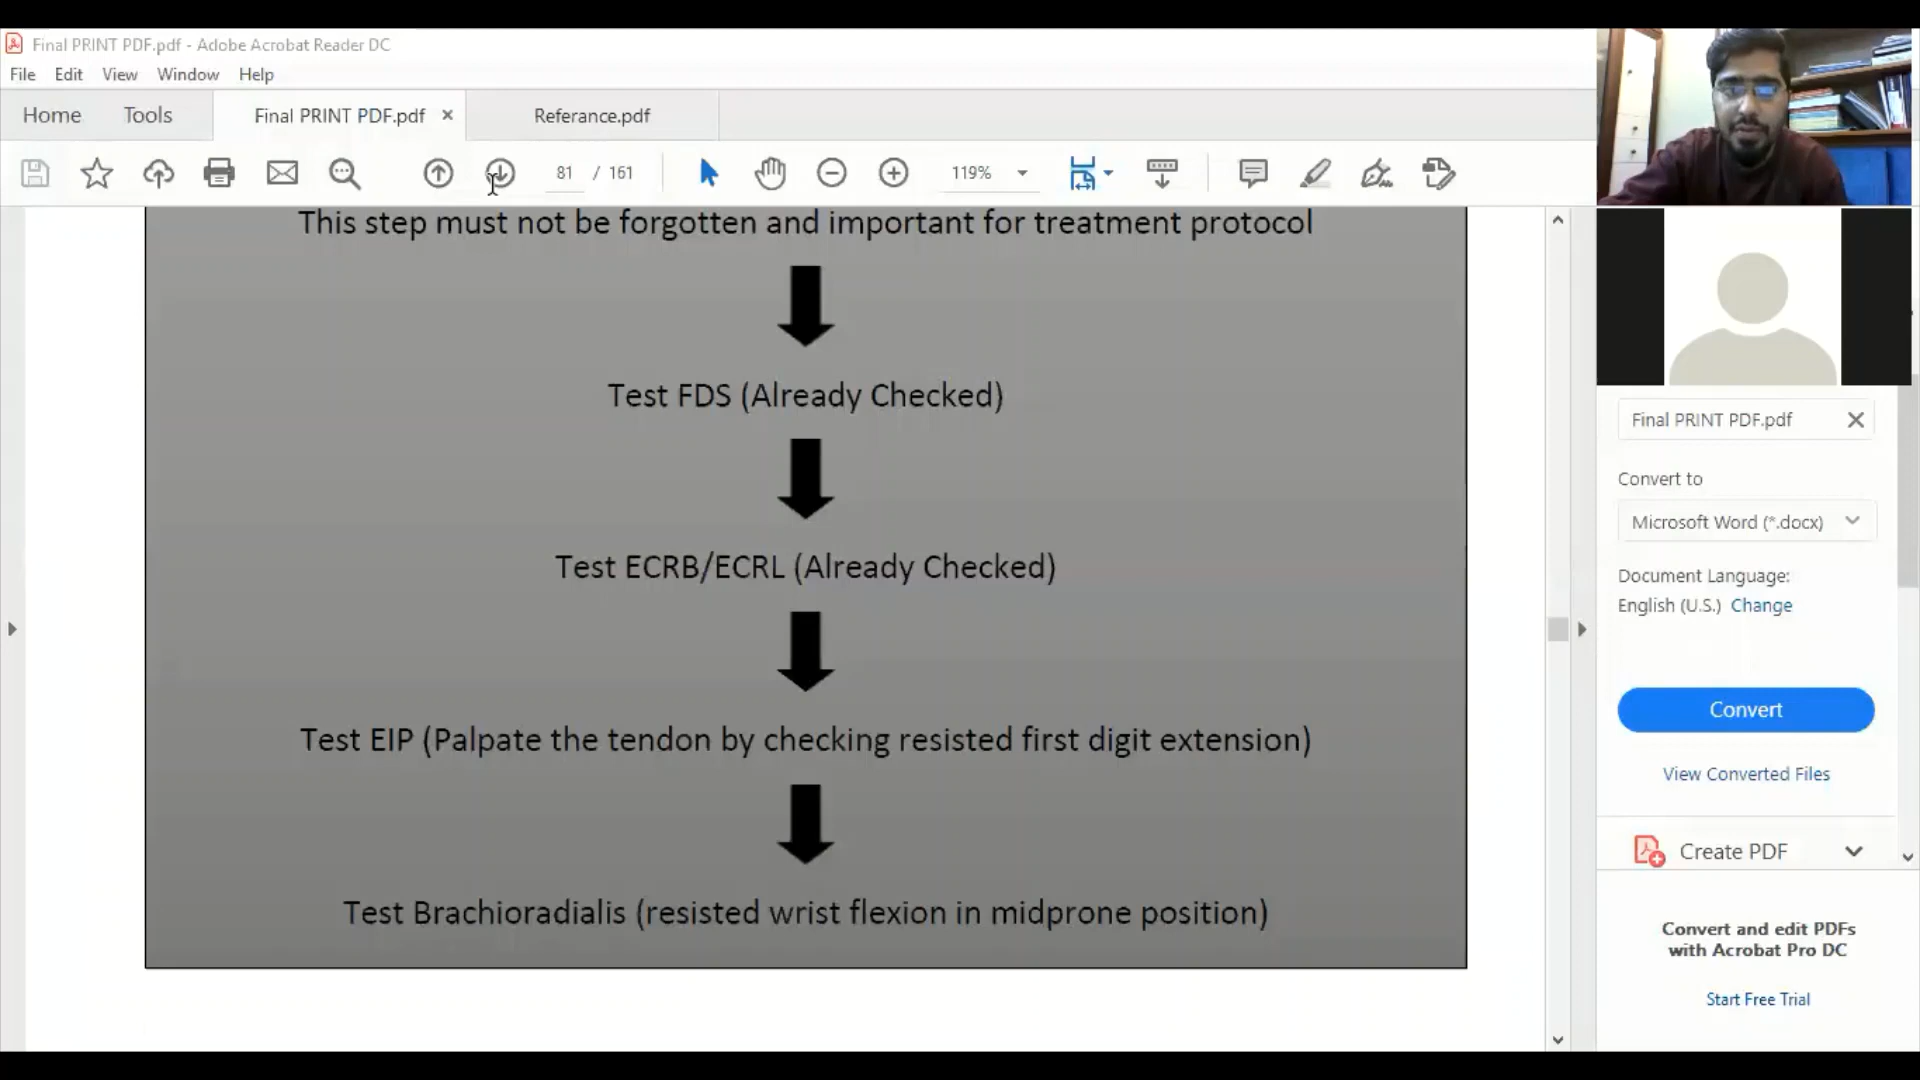 Final PRINT PDF.pdf - Adobe Acrobat Reader DC
File Edit View Window Help
Home Tools Final PRINT PDF.pdf × Referance.pdf
81 / 161 119%
This step must not be forgotten and important for treatment protocol
Test FDS (Already Checked)
Test ECRB/ECRL (Already Checked)
Test EIP (Palpate the tendon by checking resisted first digit extension)
Test Brachioradialis (resisted wrist flexion in midprone position)
Final PRINT PDF.pdf
Convert to
Microsoft Word (*.docx)
Document Language:
English (U.S.) Change
Convert
View Converted Files
Create PDF
Convert and edit PDFs
with Acrobat Pro DC
Start Free Trial